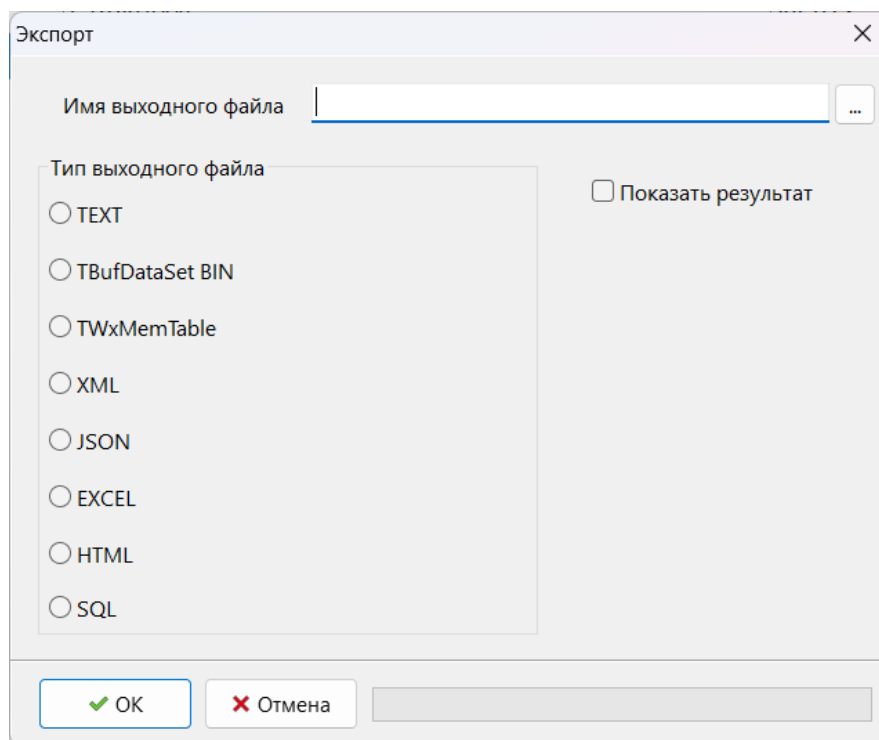 Экспорт
Имя выходного файла
...
Тип выходного файла
Показать результат
TEXT
TBufDataSet BIN
TWxMemTable
XML
JSON
EXCEL
HTML
SQL
OK
Отмена